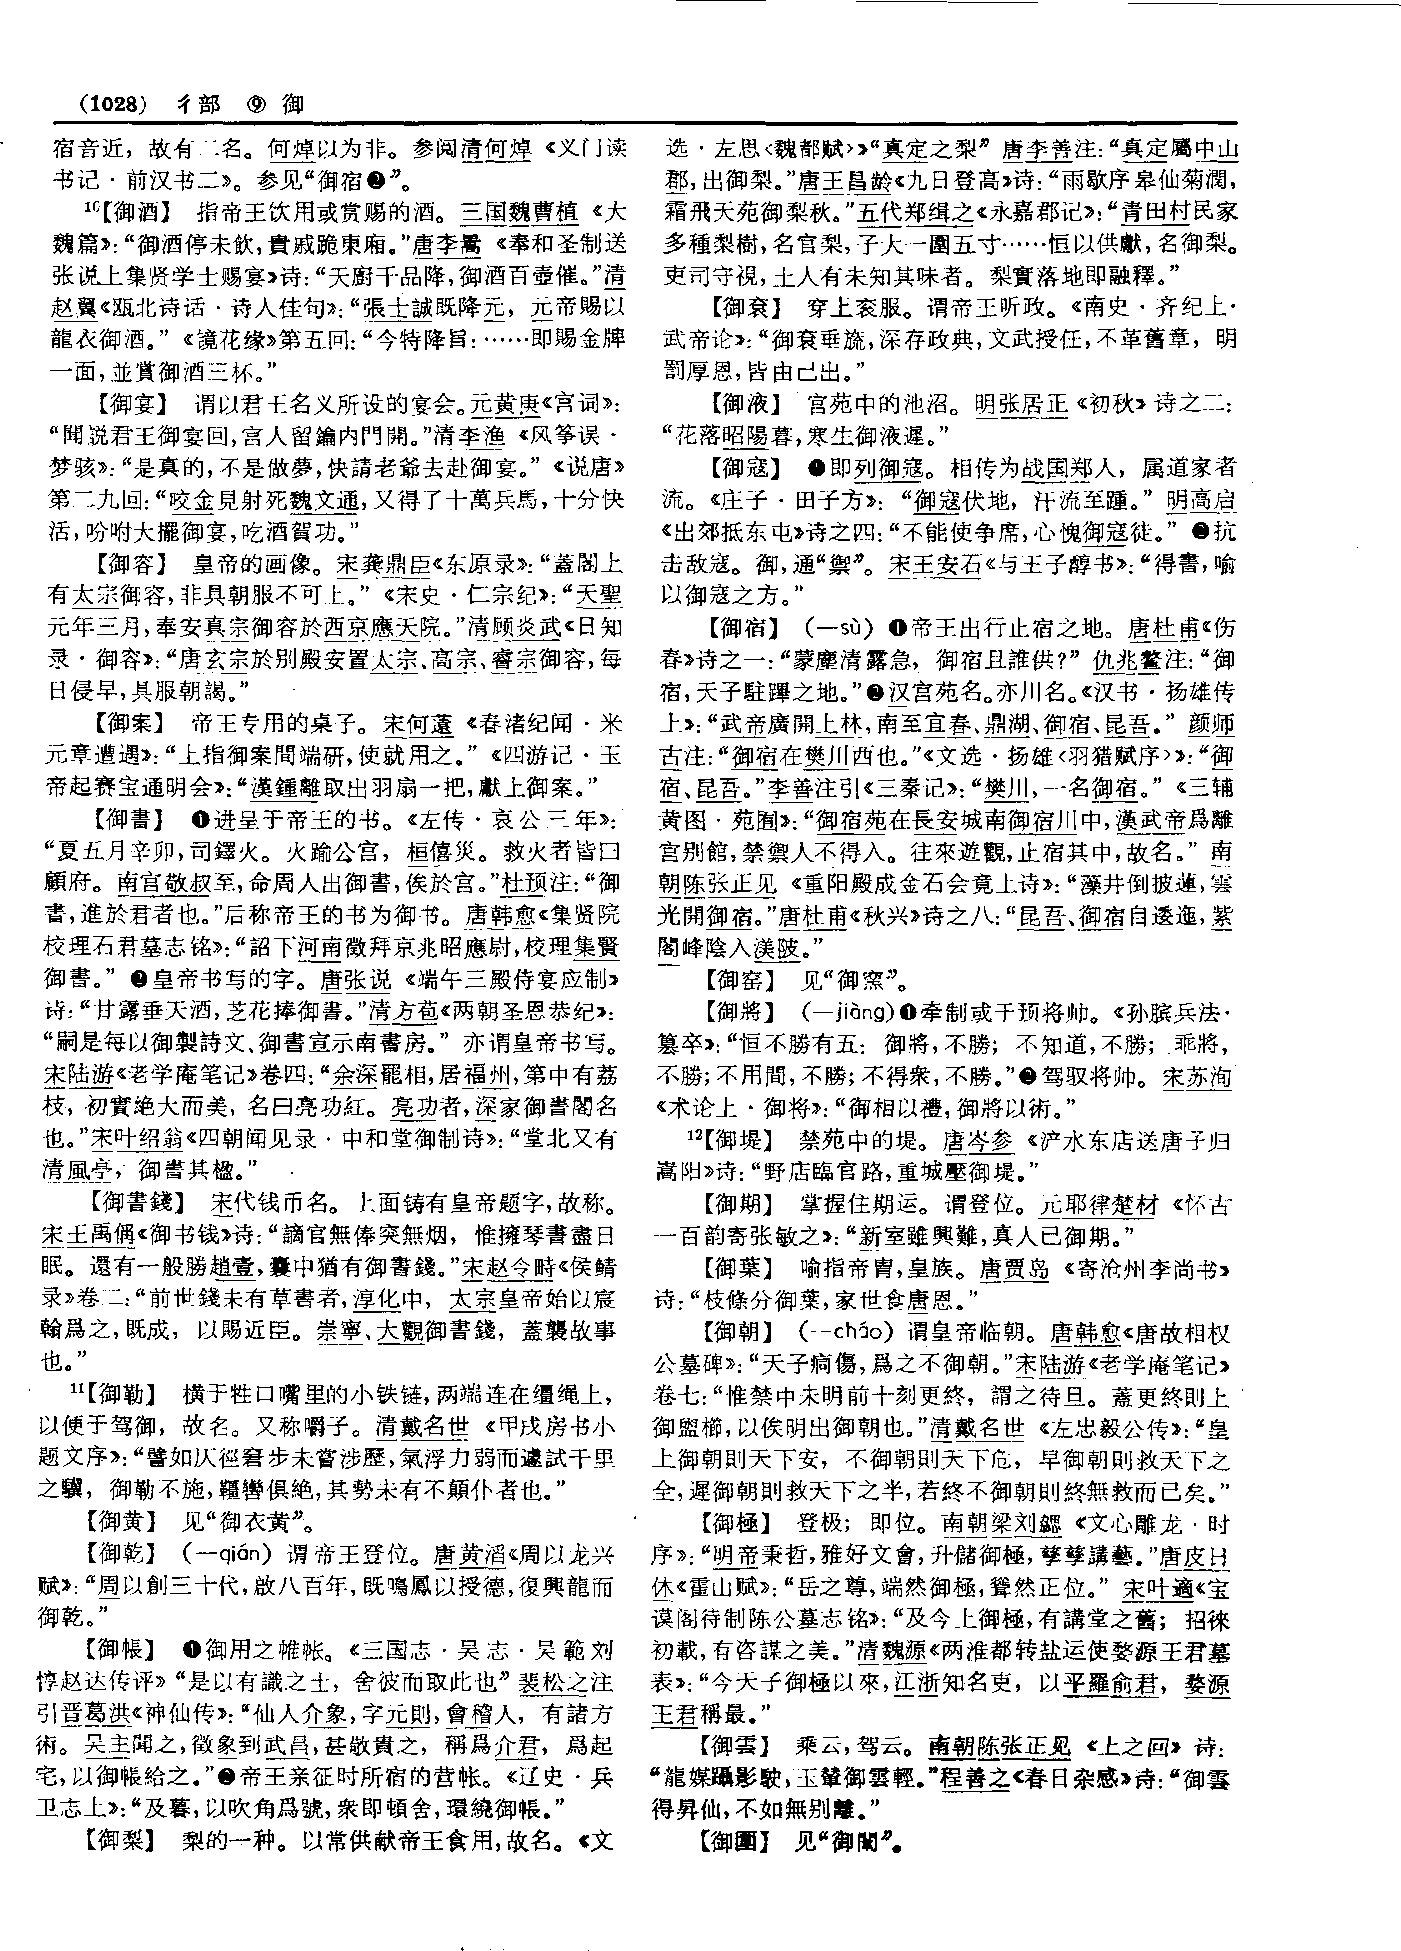 (1028) 彳部 ⑨ 御
宿音近，故有二名。何焯以为非。参阅清何焯《义门读
书记·前汉书二》。参见“御宿❷”。
10【御酒】 指帝王饮用或赏赐的酒。三国魏曹植《大
魏篇》：“御酒停未飲，貴戚跪東廂。”唐李乂《奉和圣制送
张说上集贤学士赐宴》诗：“天廚千品降，御酒百壺催。”清
赵翼《瓯北诗话·诗人佳句》：“張士誠既降元，元帝賜以
龍衣御酒。”《镜花缘》第五回：“今特降旨：……即賜金牌
一面，並賞御酒三杯。”
【御宴】 谓以君王名义所设的宴会。元黄庚《宫词》：
“聞説君王御宴回，宫人留鑰内門開。”清李渔《风筝误·
梦骇》：“是真的，不是做夢，快請老爺去赴御宴。”《说唐》
第二九回：“咬金見射死魏文通，又得了十萬兵馬，十分快
活，吩咐大擺御宴，吃酒賀功。”
【御容】 皇帝的画像。宋龚鼎臣《东原录》：“蓋閣上
有太宗御容，非具朝服不可上。”《宋史·仁宗纪》：“天聖
元年三月，奉安真宗御容於西京應天院。”清顾炎武《日知
录·御容》：“唐玄宗於别殿安置太宗、高宗、睿宗御容，每
日侵早，具服朝謁。”
【御案】 帝王专用的桌子。宋何薳《春渚纪闻·米
元章遭遇》：“上指御案間端研，使就用之。”《四游记·玉
帝起赛宝通明会》：“漢鍾離取出羽扇一把，獻上御案。”
【御書】 ❶进呈于帝王的书。《左传·哀公三年》：
“夏五月辛卯，司鐸火。火踰公宫，桓僖災。救火者皆曰
顧府。南宫敬叔至，命周人出御書，俟於宫。”杜预注：“御
書，進於君者也。”后称帝王的书为御书。唐韩愈《集贤院
校理石君墓志铭》：“詔下河南徵拜京兆昭應尉，校理集賢
御書。”❷皇帝书写的字。唐张说《端午三殿侍宴应制》
诗：“甘露垂天酒，芝花捧御書。”清方苞《两朝圣恩恭纪》：
“嗣是每以御製詩文、御書宣示南書房。”亦谓皇帝书写。
宋陆游《老学庵笔记》卷四：“余深罷相，居福州，第中有荔
枝，初實絶大而美，名曰亮功紅。亮功者，深家御書閣名
也。”宋叶绍翁《四朝闻见录·中和堂御制诗》：“堂北又有
清風亭，御書其楹。”
【御書錢】 宋代钱币名。上面铸有皇帝题字，故称。
宋王禹偁《御书钱》诗：“謫官無俸突無烟，惟擁琴書盡日
眠。還有一般勝趙壹，囊中猶有御書錢。”宋赵令畤《侯鲭
录》卷二：“前世錢未有草書者，淳化中，太宗皇帝始以宸
翰爲之，既成，以賜近臣。崇寧、大觀御書錢，蓋襲故事
也。”
11【御勒】 横于牲口嘴里的小铁链，两端连在缰绳上，
以便于驾御，故名。又称嚼子。清戴名世《甲戌房书小
题文序》：“譬如仄徑窘步未嘗涉歷，氣浮力弱而遽試千里
之驥，御勒不施，韁轡俱絶，其勢未有不顛仆者也。”
【御黄】 见“御衣黄”。
【御乾】 (—qián) 谓帝王登位。唐黄滔《周以龙兴
赋》：“周以創三十代，啟八百年，既鳴鳳以授德，復興龍而
御乾。”
【御帳】 ❶御用之帷帐。《三国志·吴志·吴範刘
惇赵达传评》“是以有識之士，舍彼而取此也”裴松之注
引晋葛洪《神仙传》：“仙人介象，字元則，會稽人，有諸方
術。吴主聞之，徵象到武昌，甚敬貴之，稱爲介君，爲起
宅，以御帳給之。”❷帝王亲征时所宿的营帐。《辽史·兵
卫志上》：“及暮，以吹角爲號，衆即頓舍，環繞御帳。”
【御梨】 梨的一种。以常供献帝王食用，故名。《文
选·左思〈魏都赋〉》“真定之梨”唐李善注：“真定屬中山
郡，出御梨。”唐王昌龄《九日登高》诗：“雨歇序皋仙菊潤，
霜飛天苑御梨秋。”五代郑缉之《永嘉郡记》：“青田村民家
多種梨樹，名官梨，子大一圍五寸……恒以供獻，名御梨。
吏司守視，土人有未知其味者。梨實落地即融釋。”
【御衮】 穿上衮服。谓帝王听政。《南史·齐纪上·
武帝论》：“御衮垂旒，深存政典，文武授任，不革舊章，明
罰厚恩，皆由己出。”
【御液】 宫苑中的池沼。明张居正《初秋》诗之二：
“花落昭陽暮，寒生御液遲。”
【御寇】 ❶即列御寇。相传为战国郑人，属道家者
流。《庄子·田子方》：“御寇伏地，汗流至踵。”明高启
《出郊抵东屯》诗之四：“不能使争席，心愧御寇徒。”❷抗
击敌寇。御，通“禦”。宋王安石《与王子醇书》：“得書，喻
以御寇之方。”
【御宿】 (—sù) ❶帝王出行止宿之地。唐杜甫《伤
春》诗之一：“蒙塵清露急，御宿且誰供？”仇兆鳌注：“御
宿，天子駐蹕之地。”❷汉宫苑名。亦川名。《汉书·扬雄传
上》：“武帝廣開上林，南至宜春、鼎湖、御宿、昆吾。”颜师
古注：“御宿在樊川西也。”《文选·扬雄〈羽猎赋序〉》：“御
宿、昆吾。”李善注引《三秦记》：“樊川，一名御宿。”《三辅
黄图·苑囿》：“御宿苑在長安城南御宿川中，漢武帝爲離
宫别館，禁禦人不得入。往來遊觀，止宿其中，故名。”南
朝陈张正见《重阳殿成金石会竟上诗》：“藻井倒披蓮，雲
光開御宿。”唐杜甫《秋兴》诗之八：“昆吾、御宿自逶迤，紫
閣峰陰入渼陂。”
【御窑】 见“御窯”。
【御將】 (—jiàng)❶牵制或干预将帅。《孙膑兵法·
篡卒》：“恒不勝有五：御將，不勝；不知道，不勝；乖將，
不勝；不用間，不勝；不得衆，不勝。”❷驾驭将帅。宋苏洵
《术论上·御将》：“御相以禮，御將以術。”
12【御堤】 禁苑中的堤。唐岑参《浐水东店送唐子归
嵩阳》诗：“野店臨官路，重城壓御堤。”
【御期】 掌握住期运。谓登位。元耶律楚材《怀古
一百韵寄张敏之》：“新室雖興難，真人已御期。”
【御葉】 喻指帝胄，皇族。唐贾岛《寄沧州李尚书》
诗：“枝條分御葉，家世食唐恩。”
【御朝】 (—cháo) 谓皇帝临朝。唐韩愈《唐故相权
公墓碑》：“天子痌傷，爲之不御朝。”宋陆游《老学庵笔记》
卷七：“惟禁中未明前十刻更終，謂之待旦。蓋更終則上
御盥櫛，以俟明出御朝也。”清戴名世《左忠毅公传》：“皇
上御朝則天下安，不御朝則天下危，早御朝則救天下之
全，遲御朝則救天下之半，若終不御朝則終無救而已矣。”
【御極】 登极；即位。南朝梁刘勰《文心雕龙·时
序》：“明帝秉哲，雅好文會，升儲御極，孳孳講藝。”唐皮日
休《霍山赋》：“岳之尊，端然御極，聳然正位。”宋叶適《宝
谟阁待制陈公墓志铭》：“及今上御極，有講堂之舊；招徠
初載，有咨謀之美。”清魏源《两淮都转盐运使婺源王君墓
表》：“今天子御極以來，江浙知名吏，以平羅俞君，婺源
王君稱最。”
【御雲】 乘云，驾云。南朝陈张正见《上之回》诗：
“龍媒躡影駛，玉輦御雲輕。”程善之《春日杂感》诗：“御雲
得昇仙，不如無别離。”
【御圍】 见“御闈”。